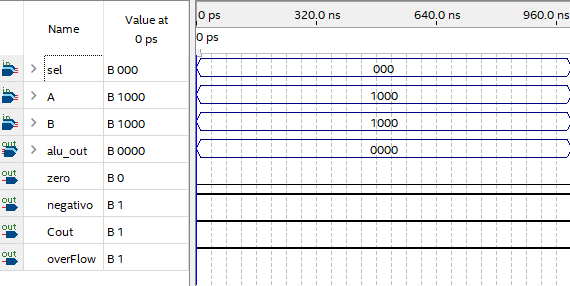 Name Value at 0 ps 0 ps 320.0 ns 640.0 ns 960.0 ns
0 ps
in sel B 000 000
in A B 1000 1000
in B B 1000 1000
out alu_out B 0000 0000
out zero B 0
out negativo B 1
out Cout B 1
out overFlow B 1